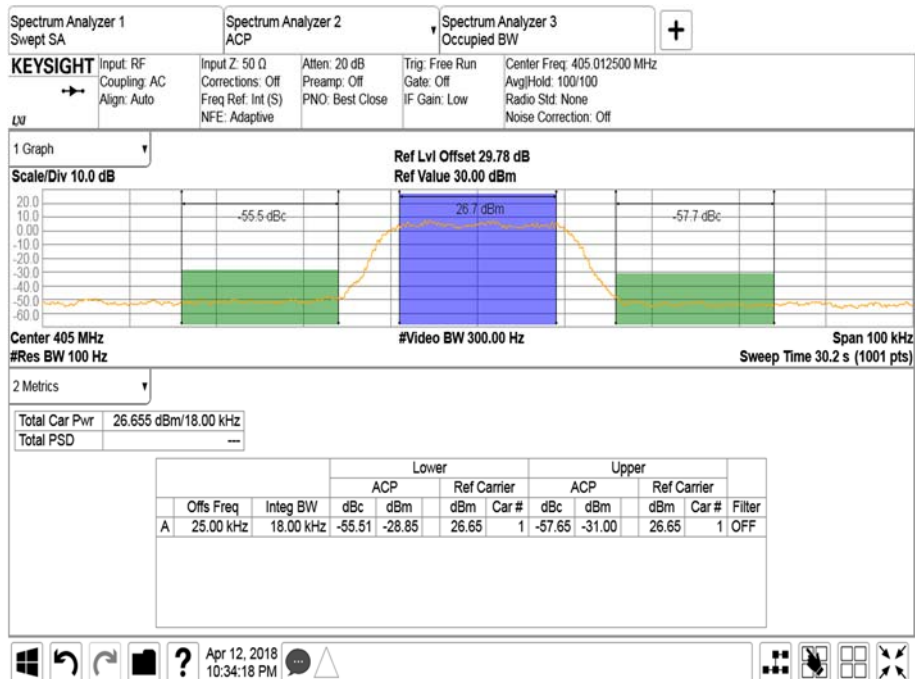 Spectrum Analyzer 1
Swept SA
Spectrum Analyzer 2
ACP
Spectrum Analyzer 3
Occupied BW
+
KEYSIGHT
LXI
Input: RF
Coupling: AC
Align: Auto
Input Z: 50 Ω
Corrections: Off
Freq Ref: Int (S)
NFE: Adaptive
Atten: 20 dB
Preamp: Off
PNO: Best Close
Trig: Free Run
Gate: Off
IF Gain: Low
Center Freq: 405.012500 MHz
Avg|Hold: 100/100
Radio Std: None
Noise Correction: Off
1 Graph
Scale/Div 10.0 dB
Ref Lvl Offset 29.78 dB
Ref Value 30.00 dBm
20.0
10.0
0.00
-10.0
-20.0
-30.0
-40.0
-50.0
-60.0
-55.5 dBc
26.7 dBm
-57.7 dBc
Center 405 MHz
#Video BW 300.00 Hz
Span 100 kHz
#Res BW 100 Hz
Sweep Time 30.2 s (1001 pts)
2 Metrics
Total Car Pwr 26.655 dBm/18.00 kHz
Total PSD ---
Lower Upper
ACP Ref Carrier ACP Ref Carrier
Offs Freq Integ BW dBc dBm dBm Car # dBc dBm dBm Car # Filter
A 25.00 kHz 18.00 kHz -55.51 -28.85 26.65 1 -57.65 -31.00 26.65 1 OFF
?
Apr 12, 2018
10:34:18 PM